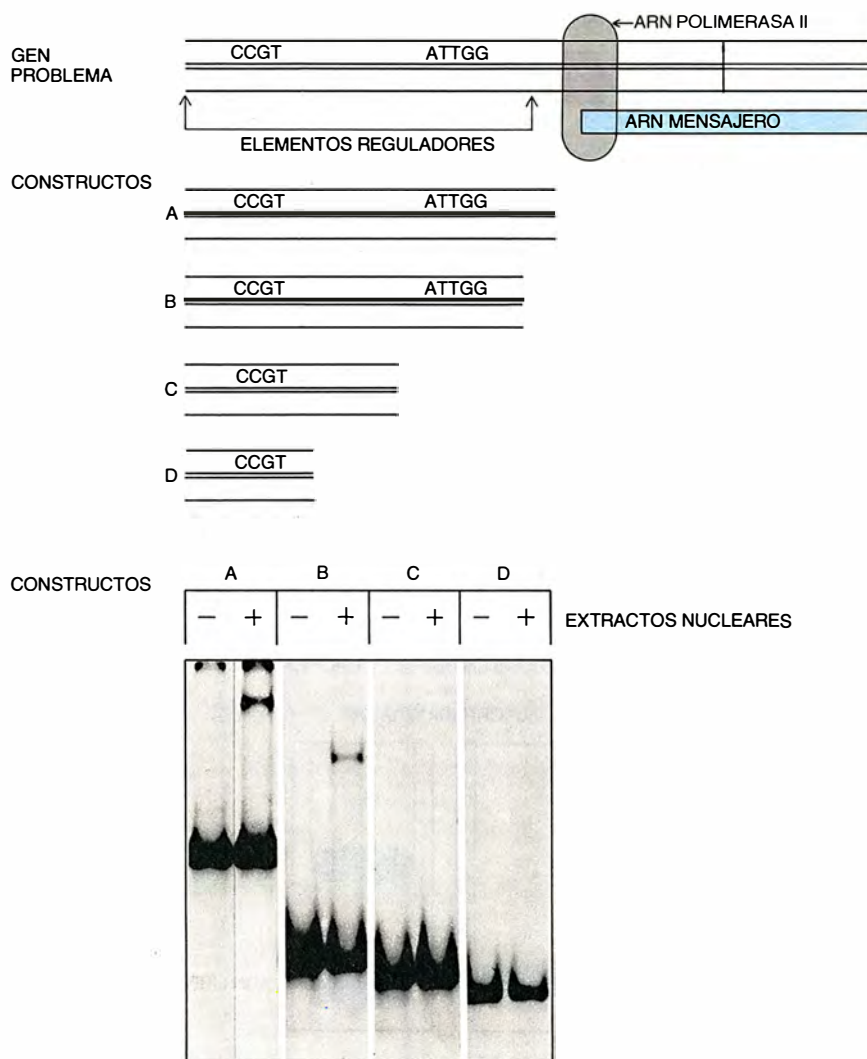 ARN POLIMERASA II
GEN
PROBLEMA
CCGT ATTGG
ARN MENSAJERO
ELEMENTOS REGULADORES
CONSTRUCTOS
A CCGT ATTGG
B CCGT ATTGG
C CCGT
D CCGT
CONSTRUCTOS A B C D
− + − + − + − + EXTRACTOS NUCLEARES